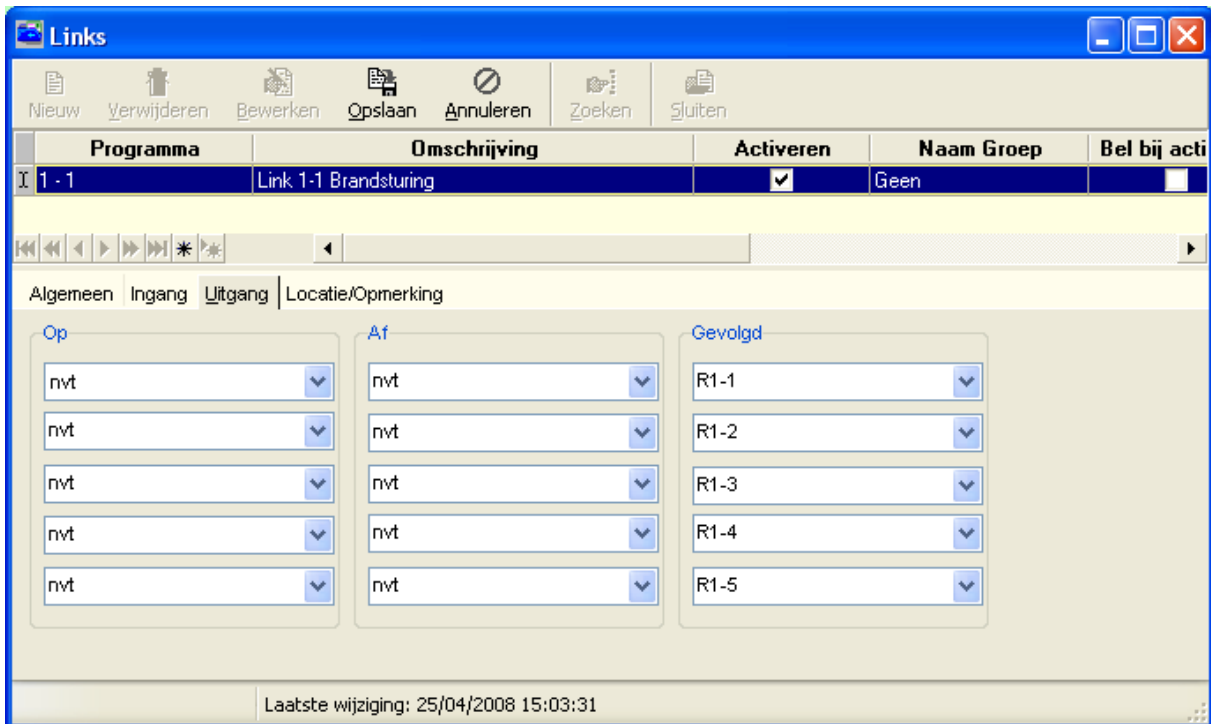 Links
Nieuw Verwijderen Bewerken Opslaan Annuleren Zoeken Sluiten
Programma Omschrijving Activeren Naam Groep Bel bij acti
1 - 1 Link 1-1 Brandsturing Geen
Algemeen Ingang Uitgang Locatie/Opmerking
Op Af Gevolgd
nvt nvt R1-1
nvt nvt R1-2
nvt nvt R1-3
nvt nvt R1-4
nvt nvt R1-5
Laatste wijziging: 25/04/2008 15:03:31